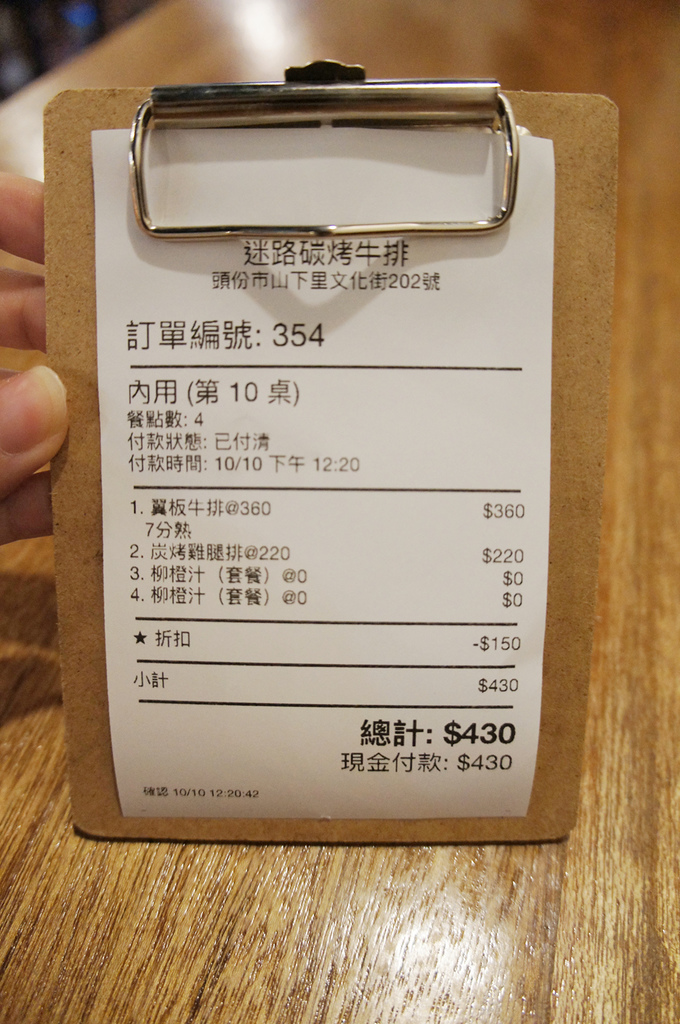 迷路碳烤牛排
頭份市山下里文化街202號
訂單編號: 354
內用 (第 10 桌)
餐點數: 4
付款狀態: 已付清
付款時間: 10/10 下午 12:20
1. 翼板牛排@360 $360
7分熟
2. 炭烤雞腿排@220 $220
3. 柳橙汁（套餐）@0 $0
4. 柳橙汁（套餐）@0 $0
★ 折扣 -$150
小計 $430
總計: $430
現金付款: $430
確認 10/10 12:20:42